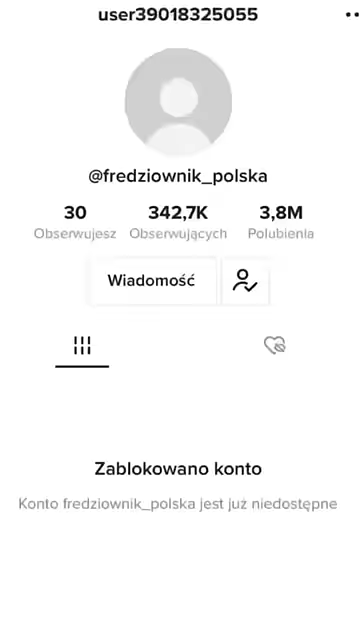 user39018325055
@fredziownik_polska
30 342,7K 3,8M
Obserwujesz Obserwujących Polubienia
Wiadomość
Zablokowano konto
Konto fredziownik_polska jest już niedostępne